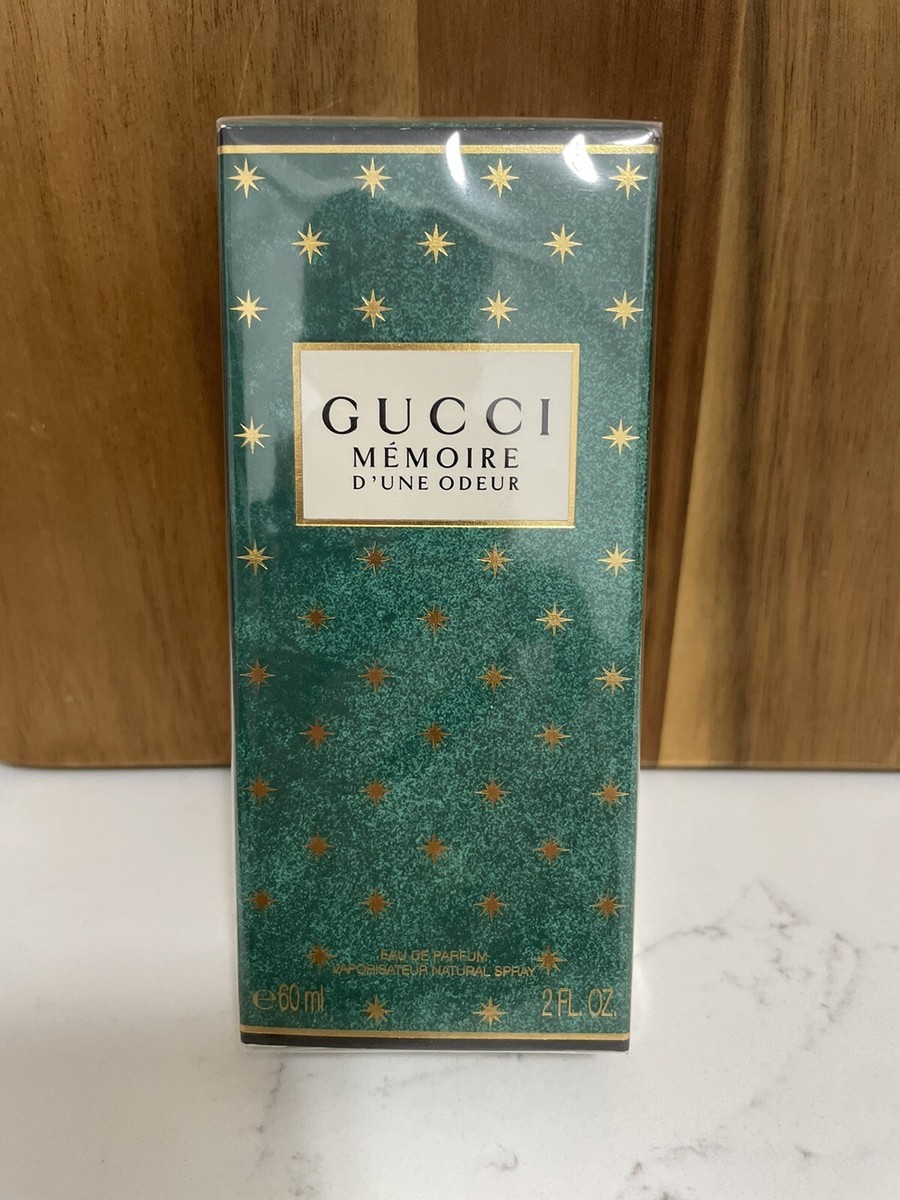 GUCCI
MÉMOIRE
D'UNE ODEUR
EAU DE PARFUM
VAPORISATEUR NATURAL SPRAY
℮60 ml 2 FL. OZ.